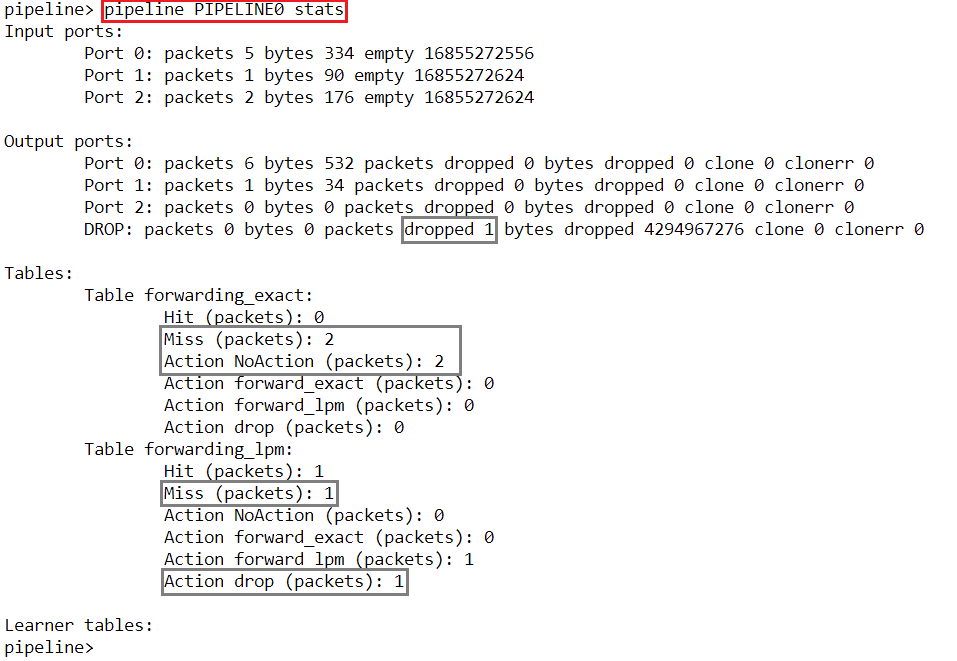 pipeline> pipeline PIPELINE0 stats
Input ports:
Port 0: packets 5 bytes 334 empty 16855272556
Port 1: packets 1 bytes 90 empty 16855272624
Port 2: packets 2 bytes 176 empty 16855272624
Output ports:
Port 0: packets 6 bytes 532 packets dropped 0 bytes dropped 0 clone 0 clonerr 0
Port 1: packets 1 bytes 34 packets dropped 0 bytes dropped 0 clone 0 clonerr 0
Port 2: packets 0 bytes 0 packets dropped 0 bytes dropped 0 clone 0 clonerr 0
DROP: packets 0 bytes 0 packets dropped 1 bytes dropped 4294967276 clone 0 clonerr 0
Tables:
Table forwarding_exact:
Hit (packets): 0
Miss (packets): 2
Action NoAction (packets): 2
Action forward_exact (packets): 0
Action forward_lpm (packets): 0
Action drop (packets): 0
Table forwarding_lpm:
Hit (packets): 1
Miss (packets): 1
Action NoAction (packets): 0
Action forward_exact (packets): 0
Action forward_lpm (packets): 1
Action drop (packets): 1
Learner tables:
pipeline>